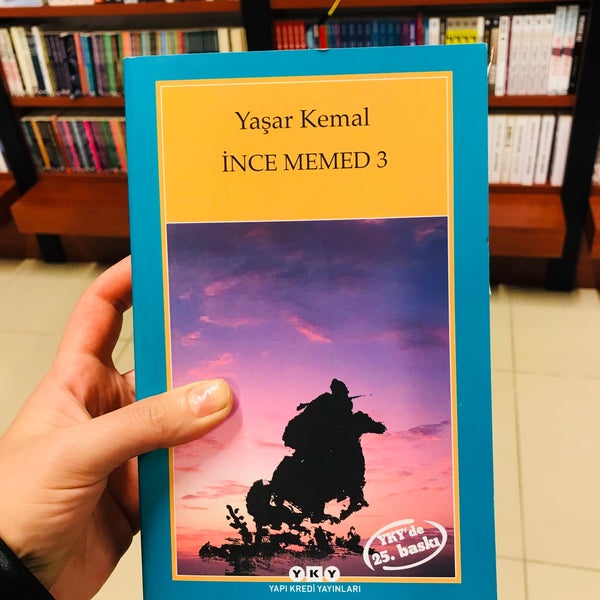 Yaşar Kemal
İNCE MEMED 3
YKY'de
25. baskı
YKY
YAPI KREDİ YAYINLARI